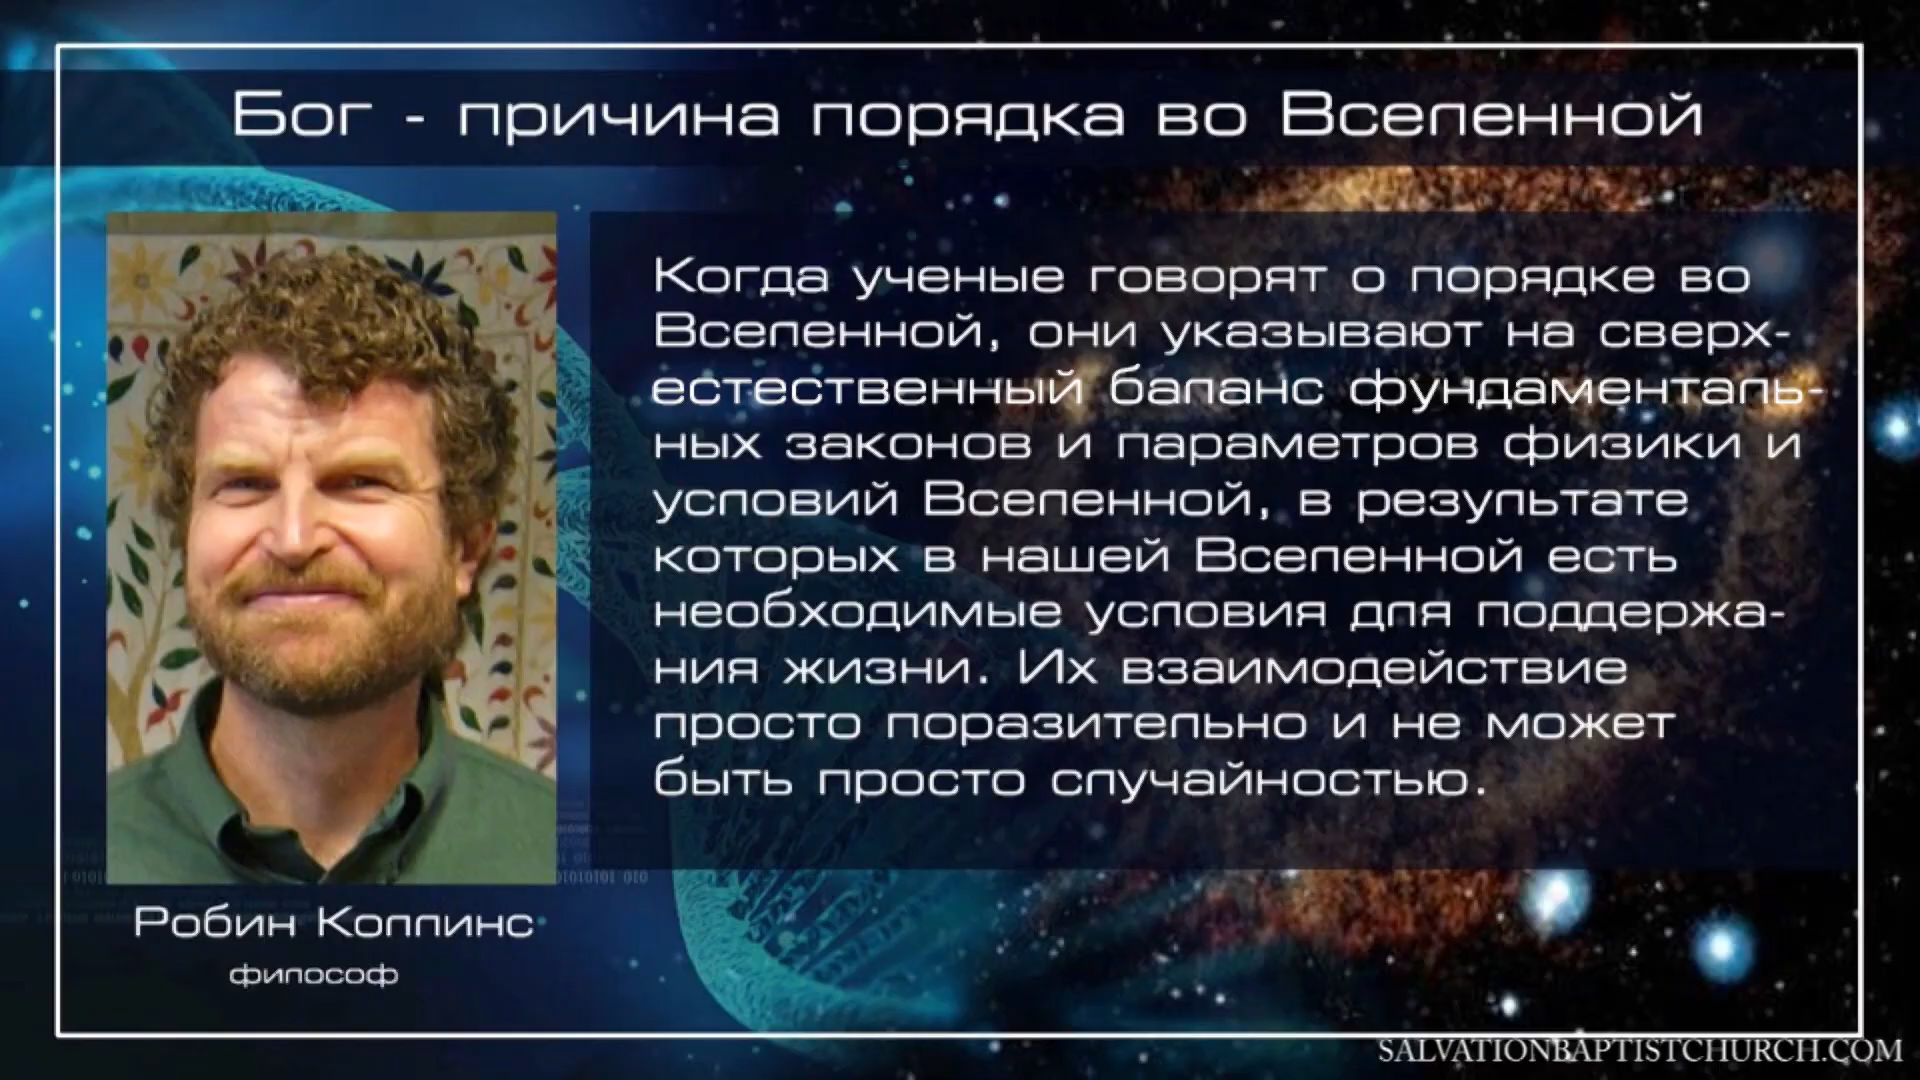 Бог - причина порядка во Вселенной
Когда ученые говорят о порядке во
Вселенной, они указывают на сверх-
естественный баланс фундаменталь-
ных законов и параметров физики и
условий Вселенной, в результате
которых в нашей Вселенной есть
необходимые условия для поддержа-
ния жизни. Их взаимодействие
просто поразительно и не может
быть просто случайностью.
Робин Коллинс
философ
SALVATIONBAPTISTCHURCH.COM